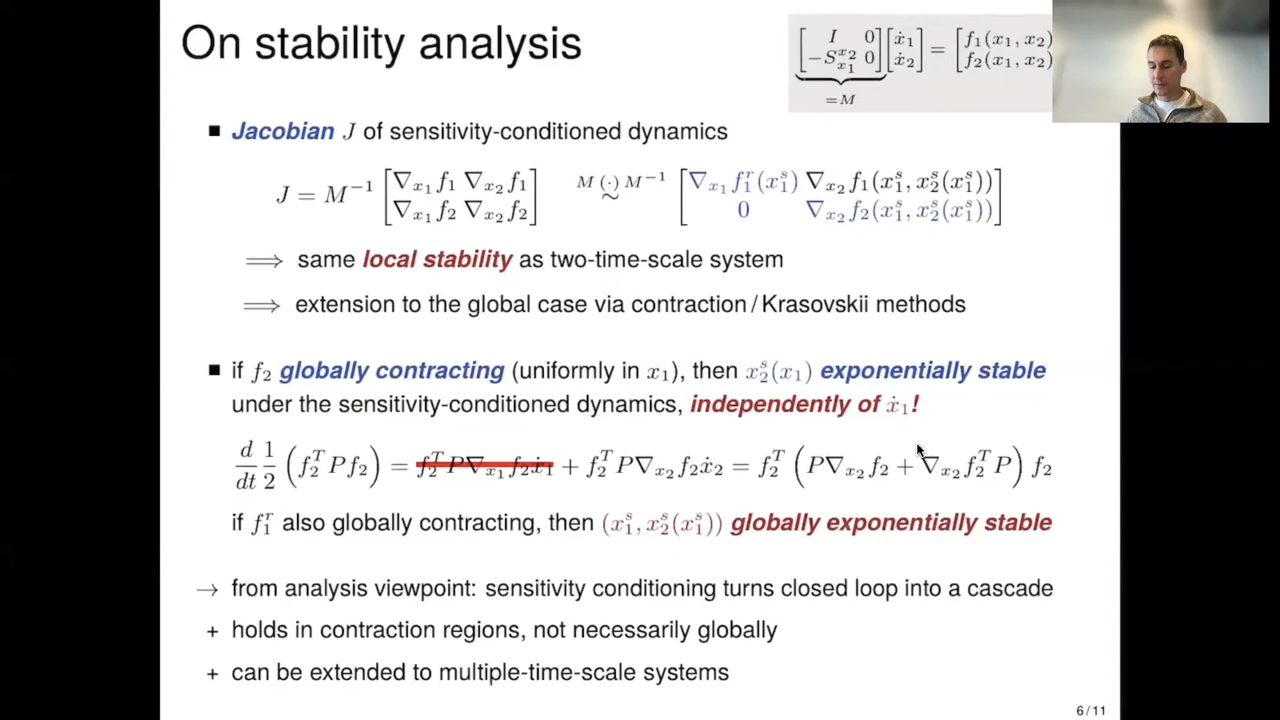 On stability analysis
[ I 0 ; −S_{x_1}^{x_2} 0 ] [ ẋ_1 ; ẋ_2 ] = [ f_1(x_1, x_2) ; f_2(x_1, x_2)
=M
■ Jacobian J of sensitivity-conditioned dynamics
J = M^{−1} [ ∇_{x_1} f_1 ∇_{x_2} f_1 ; ∇_{x_1} f_2 ∇_{x_2} f_2 ] M (·) M^{−1} ∼ [ ∇_{x_1} f_1^r(x_1^s) ∇_{x_2} f_1(x_1^s, x_2^s(x_1^s)) ; 0 ∇_{x_2} f_2(x_1^s, x_2^s(x_1^s)) ]
⟹ same local stability as two-time-scale system
⟹ extension to the global case via contraction / Krasovskii methods
■ if f_2 globally contracting (uniformly in x_1), then x_2^s(x_1) exponentially stable
under the sensitivity-conditioned dynamics, independently of ẋ_1!
d/dt 1/2 (f_2^T P f_2) = f_2^T P∇_{x_1} f_2 ẋ_1 + f_2^T P∇_{x_2} f_2 ẋ_2 = f_2^T (P∇_{x_2} f_2 + ∇_{x_2} f_2^T P) f_2
if f_1^r also globally contracting, then (x_1^s, x_2^s(x_1^s)) globally exponentially stable
→ from analysis viewpoint: sensitivity conditioning turns closed loop into a cascade
+ holds in contraction regions, not necessarily globally
+ can be extended to multiple-time-scale systems
6 / 11